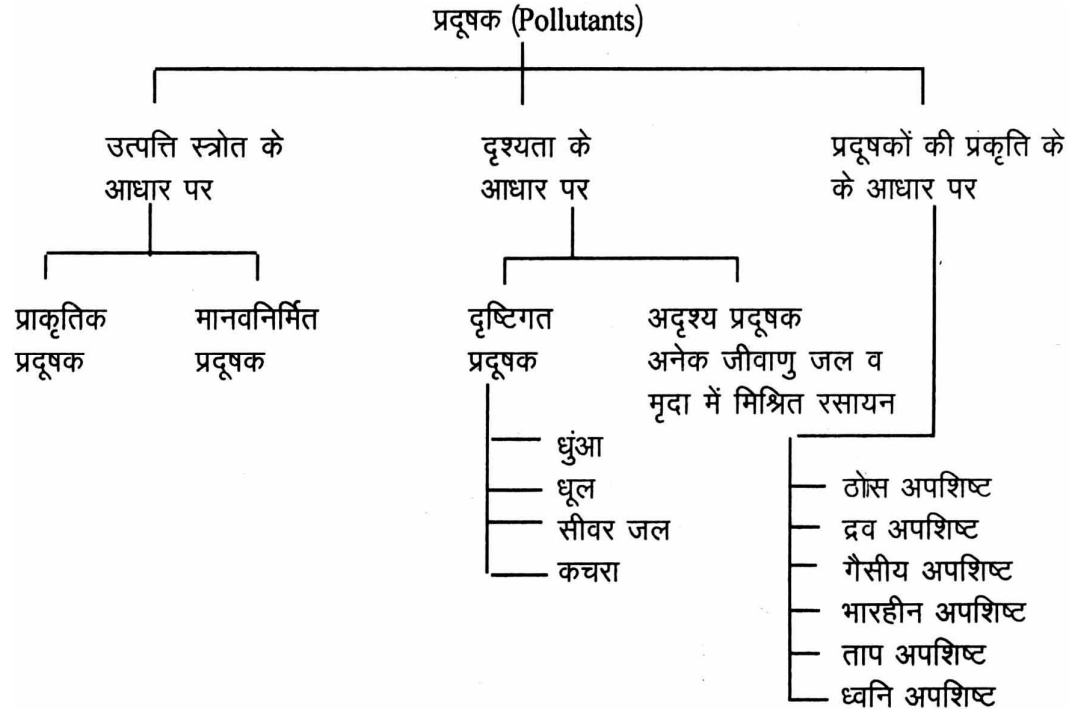 प्रदूषक (Pollutants)
उत्पत्ति स्त्रोत के
आधार पर
दृश्यता के
आधार पर
प्रदूषकों की प्रकृति के
के आधार पर
प्राकृतिक
प्रदूषक
मानवनिर्मित
प्रदूषक
दृष्टिगत
प्रदूषक
अदृश्य प्रदूषक
अनेक जीवाणु जल व
मृदा में मिश्रित रसायन
धुंआ
धूल
सीवर जल
कचरा
ठोस अपशिष्ट
द्रव अपशिष्ट
गैसीय अपशिष्ट
भारहीन अपशिष्ट
ताप अपशिष्ट
ध्वनि अपशिष्ट